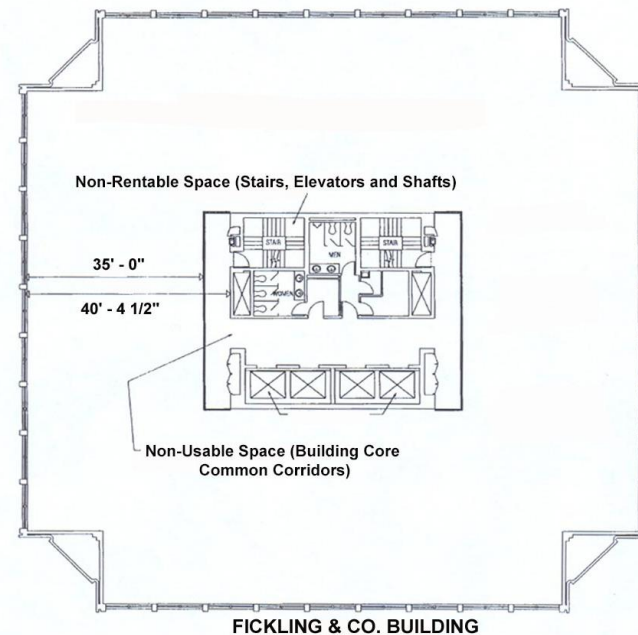 Non-Rentable Space (Stairs, Elevators and Shafts)
STAIR
MEN
STAIR
35' - 0"
WOMEN
40' - 4 1/2"
Non-Usable Space (Building Core
Common Corridors)
FICKLING & CO. BUILDING